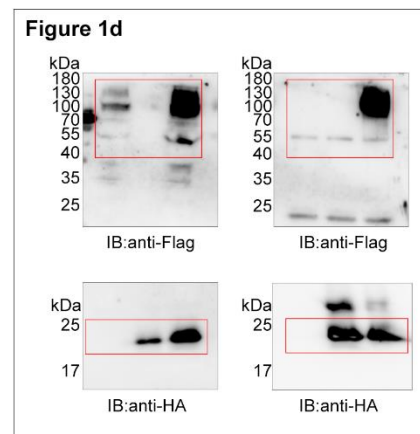 Figure 1d
kDa
180
130
100
70
55
40
35
25
IB:anti-Flag
kDa
180
130
100
70
55
40
35
25
IB:anti-Flag
kDa
25
17
IB:anti-HA
kDa
25
17
IB:anti-HA